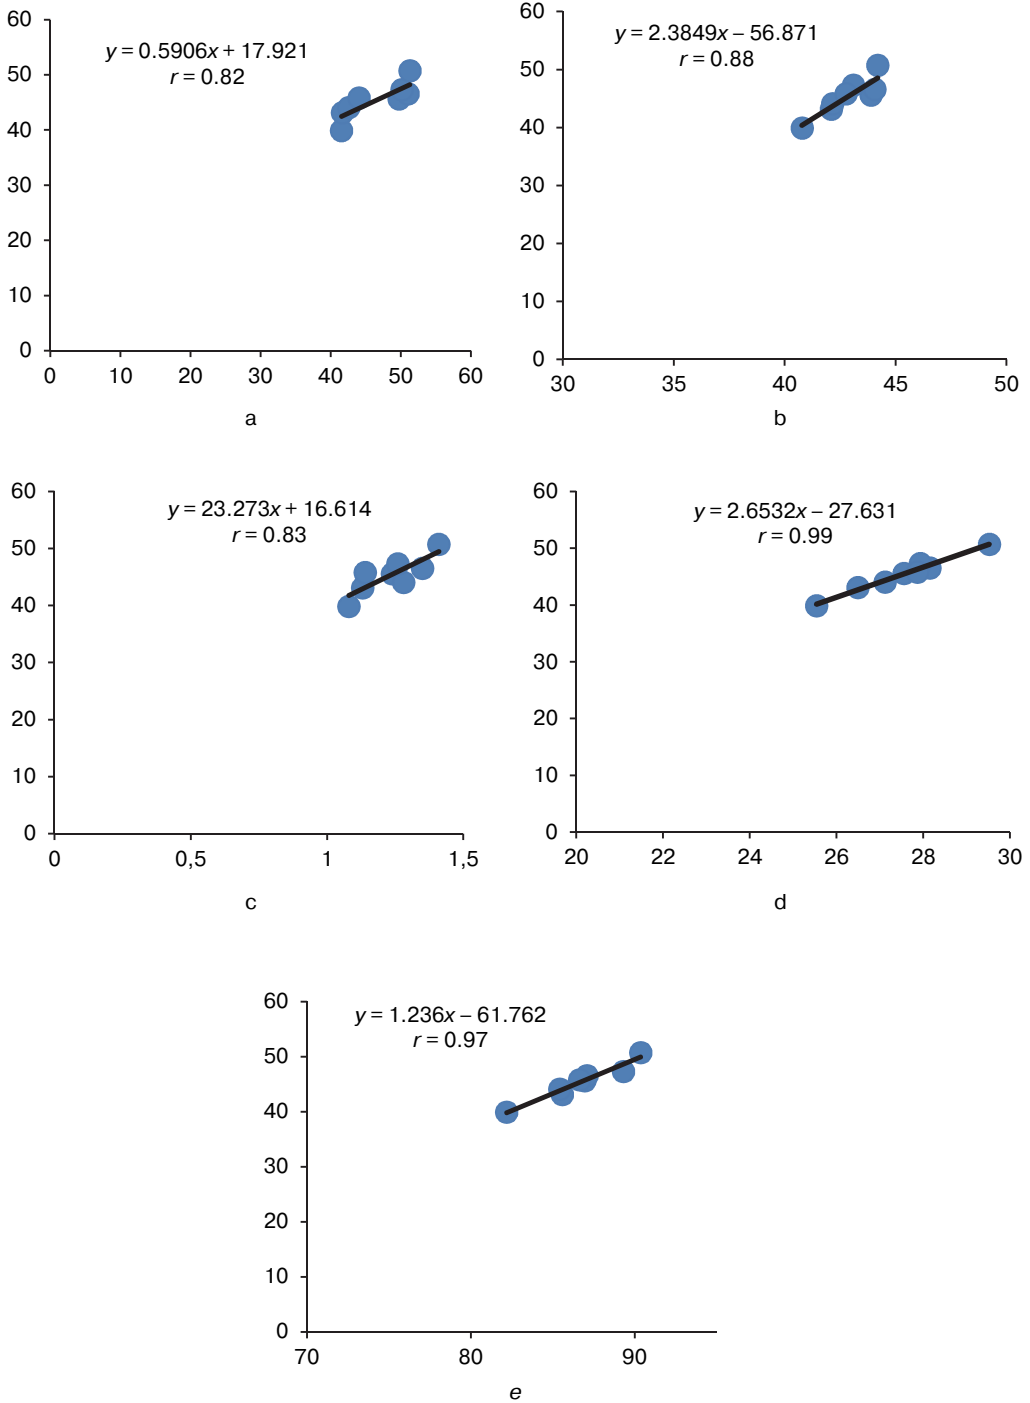 y = 0.5906x + 17.921
r = 0.82
60
50
40
30
20
10
0
0 10 20 30 40 50 60
a
y = 2.3849x – 56.871
r = 0.88
60
50
40
30
20
10
0
30 35 40 45 50
b
y = 23.273x + 16.614
r = 0.83
60
50
40
30
20
10
0
0 0,5 1 1,5
c
y = 2.6532x – 27.631
r = 0.99
60
50
40
30
20
10
0
20 22 24 26 28 30
d
y = 1.236x – 61.762
r = 0.97
60
50
40
30
20
10
0
70 80 90
e